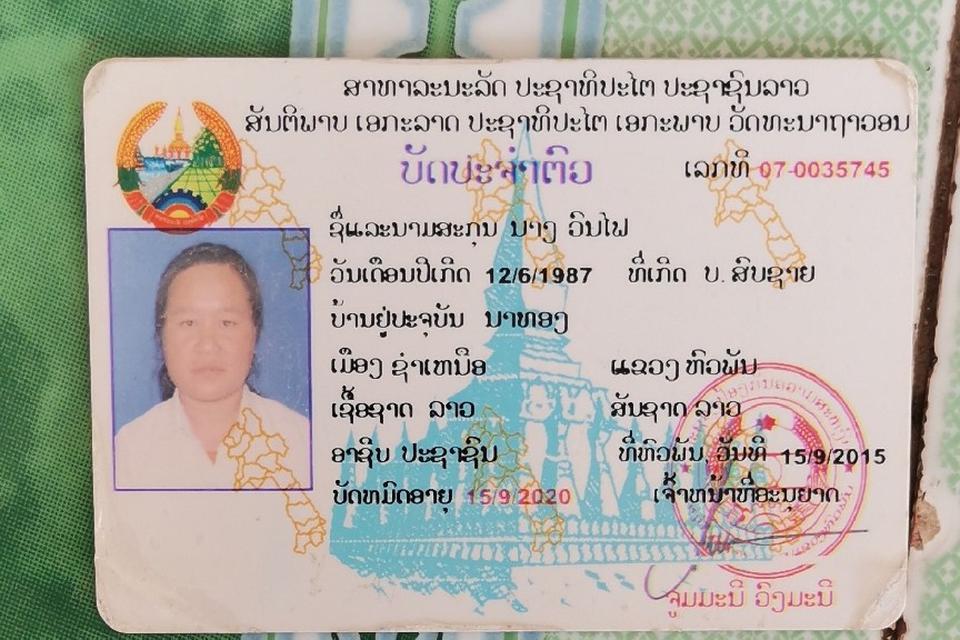 ສາທາລະນະລັດ ປະຊາທິປະໄຕ ປະຊາຊົນລາວ
ສັນຕິພາບ ເອກະລາດ ປະຊາທິປະໄຕ ເອກະພາບ ວັດທະນາຖາວອນ
ບັດປະຈຳຕົວ ເລກທີ 07-0035745
ຊື່ແລະນາມສະກຸນ ນາງ ວັນໄຟ
ວັນເດືອນປີເກີດ 12/6/1987 ທີ່ເກີດ ບ. ສົບຊາຍ
ບ້ານຢູ່ປະຈຸບັນ ນາທອງ
ເມືອງ ຊຳເຫນືອ ແຂວງ ຫົວພັນ
ເຊື້ອຊາດ ລາວ ສັນຊາດ ລາວ
ອາຊີບ ປະຊາຊົນ ທີ່ຫົວພັນ, ວັນທີ 15/9/2015
ບັດຫມົດອາຍຸ 15/9/2020 ເຈົ້າຫນ້າທີ່ອະນຸຍາດ
ຈູມມະນີ ວົງມະນີ